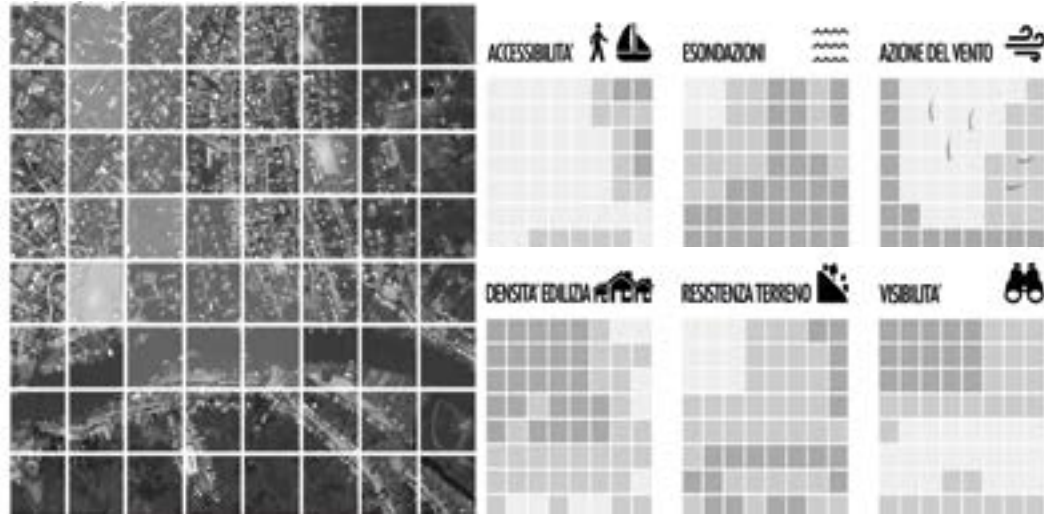 ACCESSIBILITA'
ESONDAZIONI
AZIONE DEL VENTO
DENSITA' EDILIZIA
RESISTENZA TERRENO
VISIBILITA'